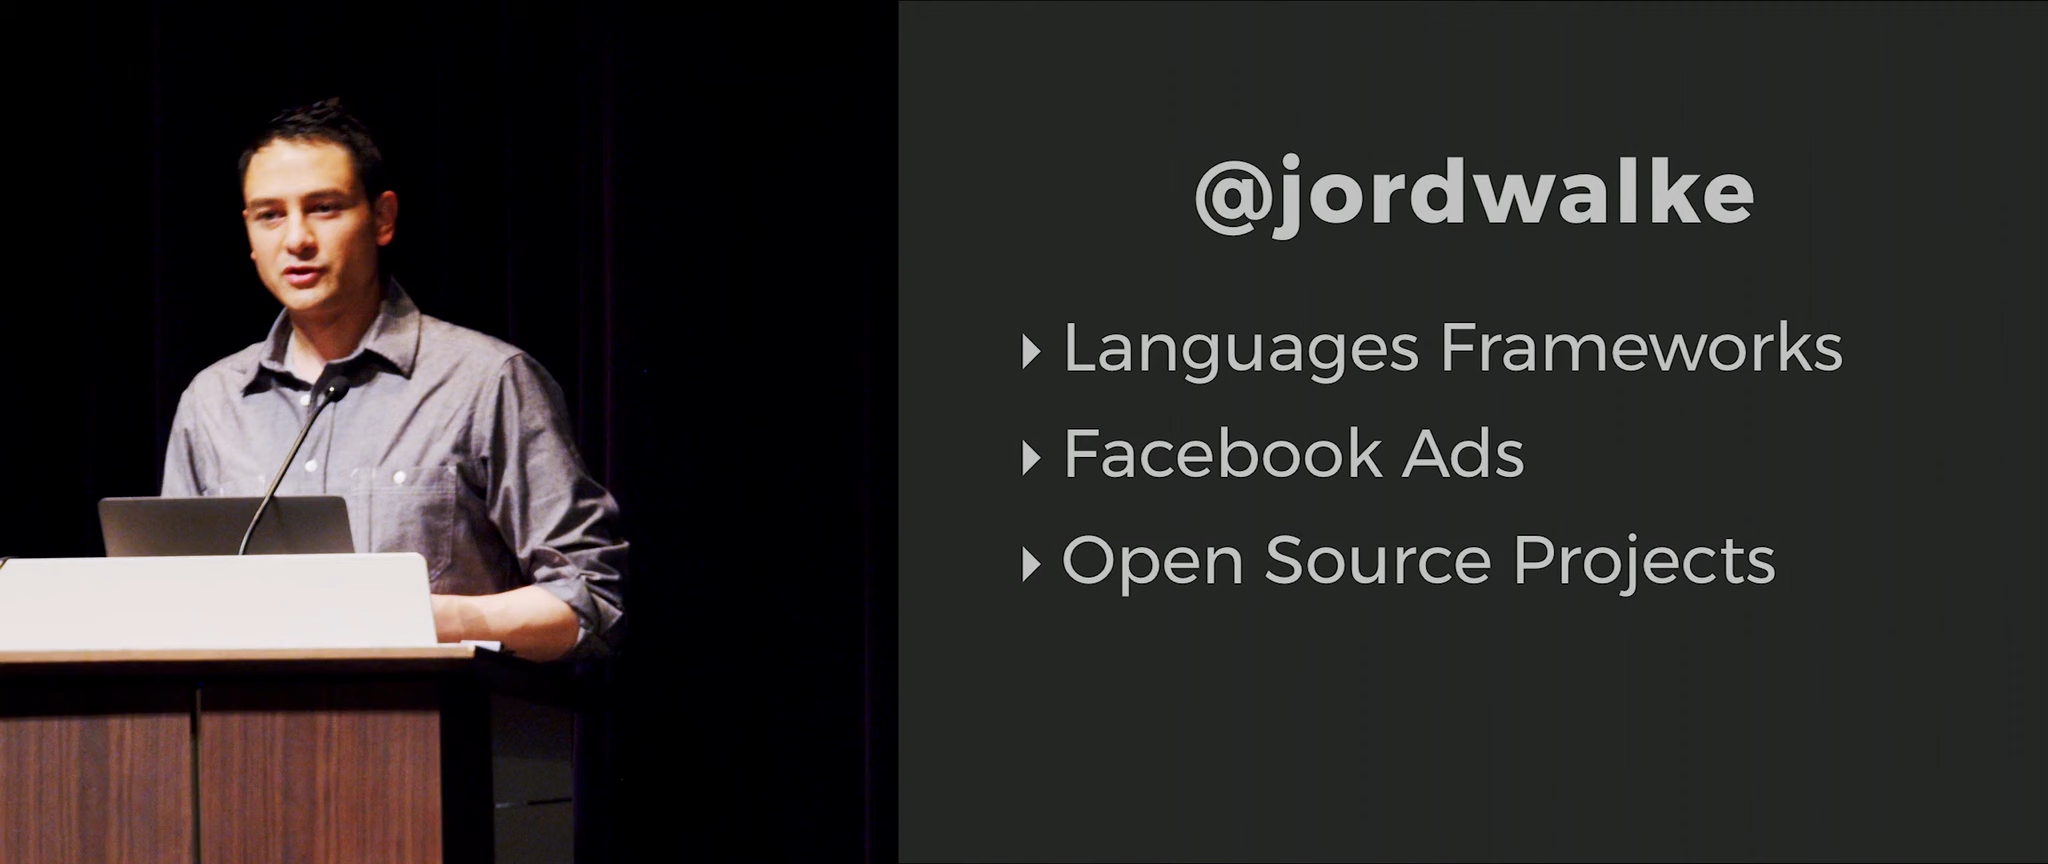 @jordwalke
Languages Frameworks
Facebook Ads
Open Source Projects